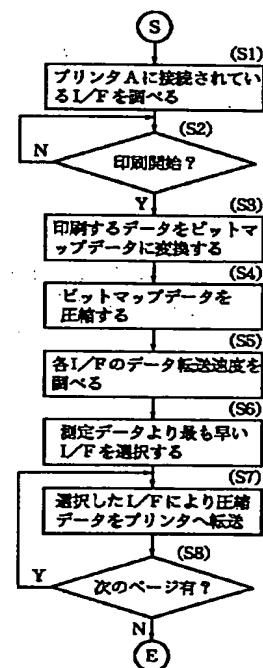 S
(S1)
プリンタAに接続されてい
るI/Fを調べる
(S2)
印刷開始?
N
Y
(S3)
印刷するデータをビットマ
ップデータに変換する
(S4)
ビットマップデータを
圧縮する
(S5)
各I/Fのデータ転送速度を
調べる
(S6)
測定データより最も早い
I/Fを選択する
(S7)
選択したI/Fにより圧縮
データをプリンタへ転送
(S8)
次のページ有?
Y
N
E